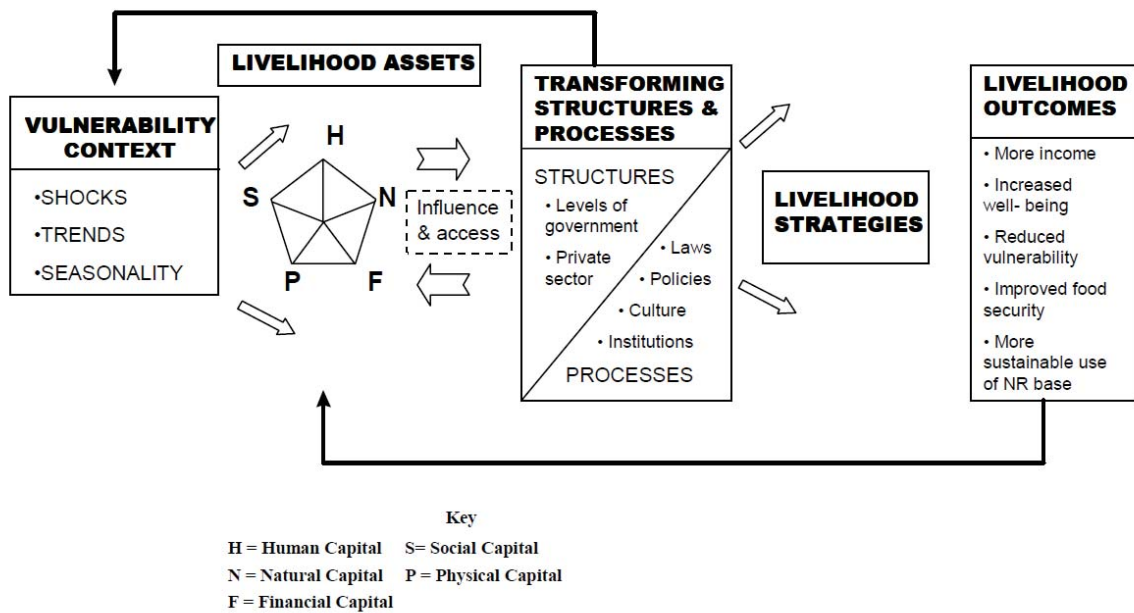 LIVELIHOOD ASSETS
VULNERABILITY
CONTEXT
•SHOCKS
•TRENDS
•SEASONALITY
H
S
N
P
F
Influence
& access
TRANSFORMING
STRUCTURES &
PROCESSES
STRUCTURES
• Levels of
government
• Private
sector
• Laws
• Policies
• Culture
• Institutions
PROCESSES
LIVELIHOOD
STRATEGIES
LIVELIHOOD
OUTCOMES
• More income
• Increased
well- being
• Reduced
vulnerability
• Improved food
security
• More
sustainable use
of NR base
Key
H = Human Capital S= Social Capital
N = Natural Capital P = Physical Capital
F = Financial Capital